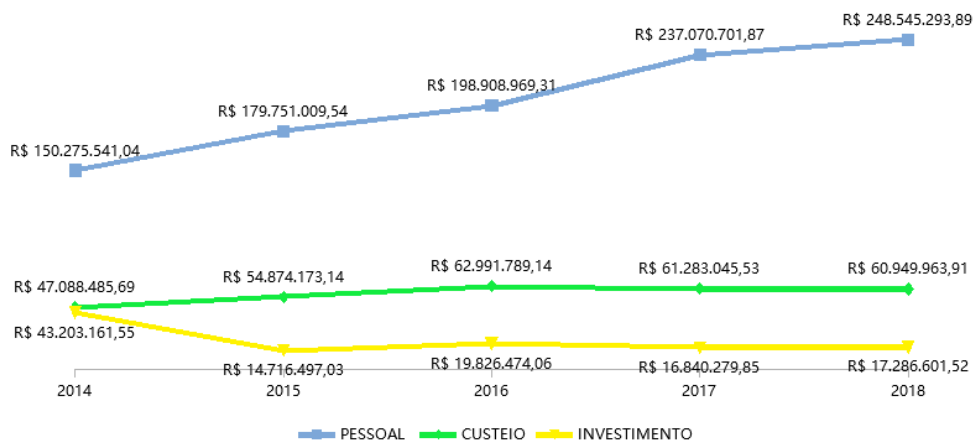 R$ 248.545.293,89
R$ 237.070.701,87
R$ 198.908.969,31
R$ 179.751.009,54
R$ 150.275.541,04
R$ 62.991.789,14
R$ 61.283.045,53
R$ 60.949.963,91
R$ 54.874.173,14
R$ 47.088.485,69
R$ 43.203.161,55
R$ 14.716.497,03
R$ 19.826.474,06
R$ 16.840.279,85
R$ 17.286.601,52
2014 2015 2016 2017 2018
PESSOAL CUSTEIO INVESTIMENTO